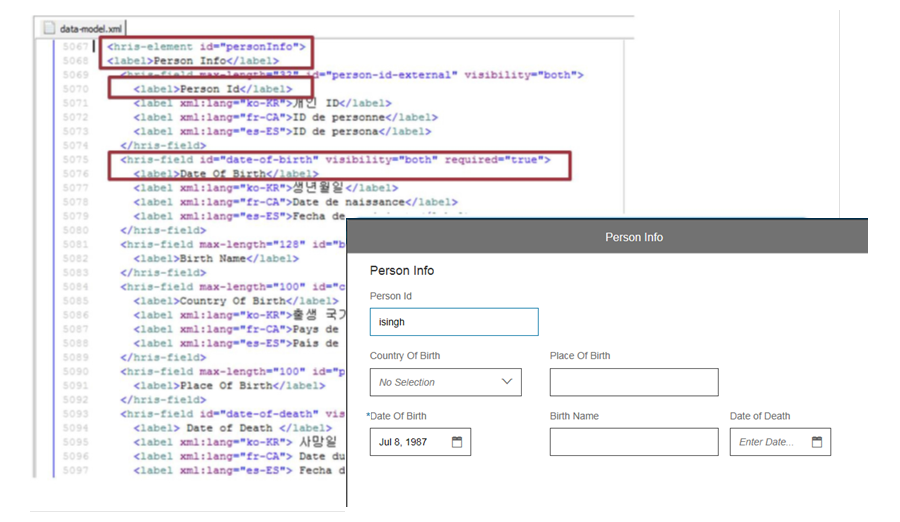 data-model.xml
5067 <hris-element id="personInfo">
5068 <label>Person Info</label>
5069 <hris-field max-length="32" id="person-id-external" visibility="both">
5070 <label>Person Id</label>
5071 <label xml:lang="ko-KR">개인 ID</label>
5072 <label xml:lang="fr-CA">ID de personne</label>
5073 <label xml:lang="es-ES">ID de persona</label>
5074 </hris-field>
5075 <hris-field id="date-of-birth" visibility="both" required="true">
5076 <label>Date Of Birth</label>
5077 <label xml:lang="ko-KR">생년월일</label>
5078 <label xml:lang="fr-CA">Date de naissance</label>
5079 <label xml:lang="es-ES">Fecha de
5080 </hris-field>
5081 <hris-field max-length="128" id="b
5082 <label>Birth Name</label>
5083 </hris-field>
5084 <hris-field max-length="100" id="c
5085 <label>Country Of Birth</label>
5086 <label xml:lang="ko-KR">출생 국가
5087 <label xml:lang="fr-CA">Pays de
5088 <label xml:lang="es-ES">País de
5089 </hris-field>
5090 <hris-field max-length="100" id="p
5091 <label>Place Of Birth</label>
5092 </hris-field>
5093 <hris-field id="date-of-death" vis
5094 <label> Date of Death </label>
5095 <label xml:lang="ko-KR"> 사망일
5096 <label xml:lang="fr-CA"> Date du
5097 <label xml:lang="es-ES"> Fecha d
Person Info
Person Info
Person Id
isingh
Country Of Birth Place Of Birth
No Selection
*Date Of Birth Birth Name Date of Death
Jul 8, 1987 Enter Date...